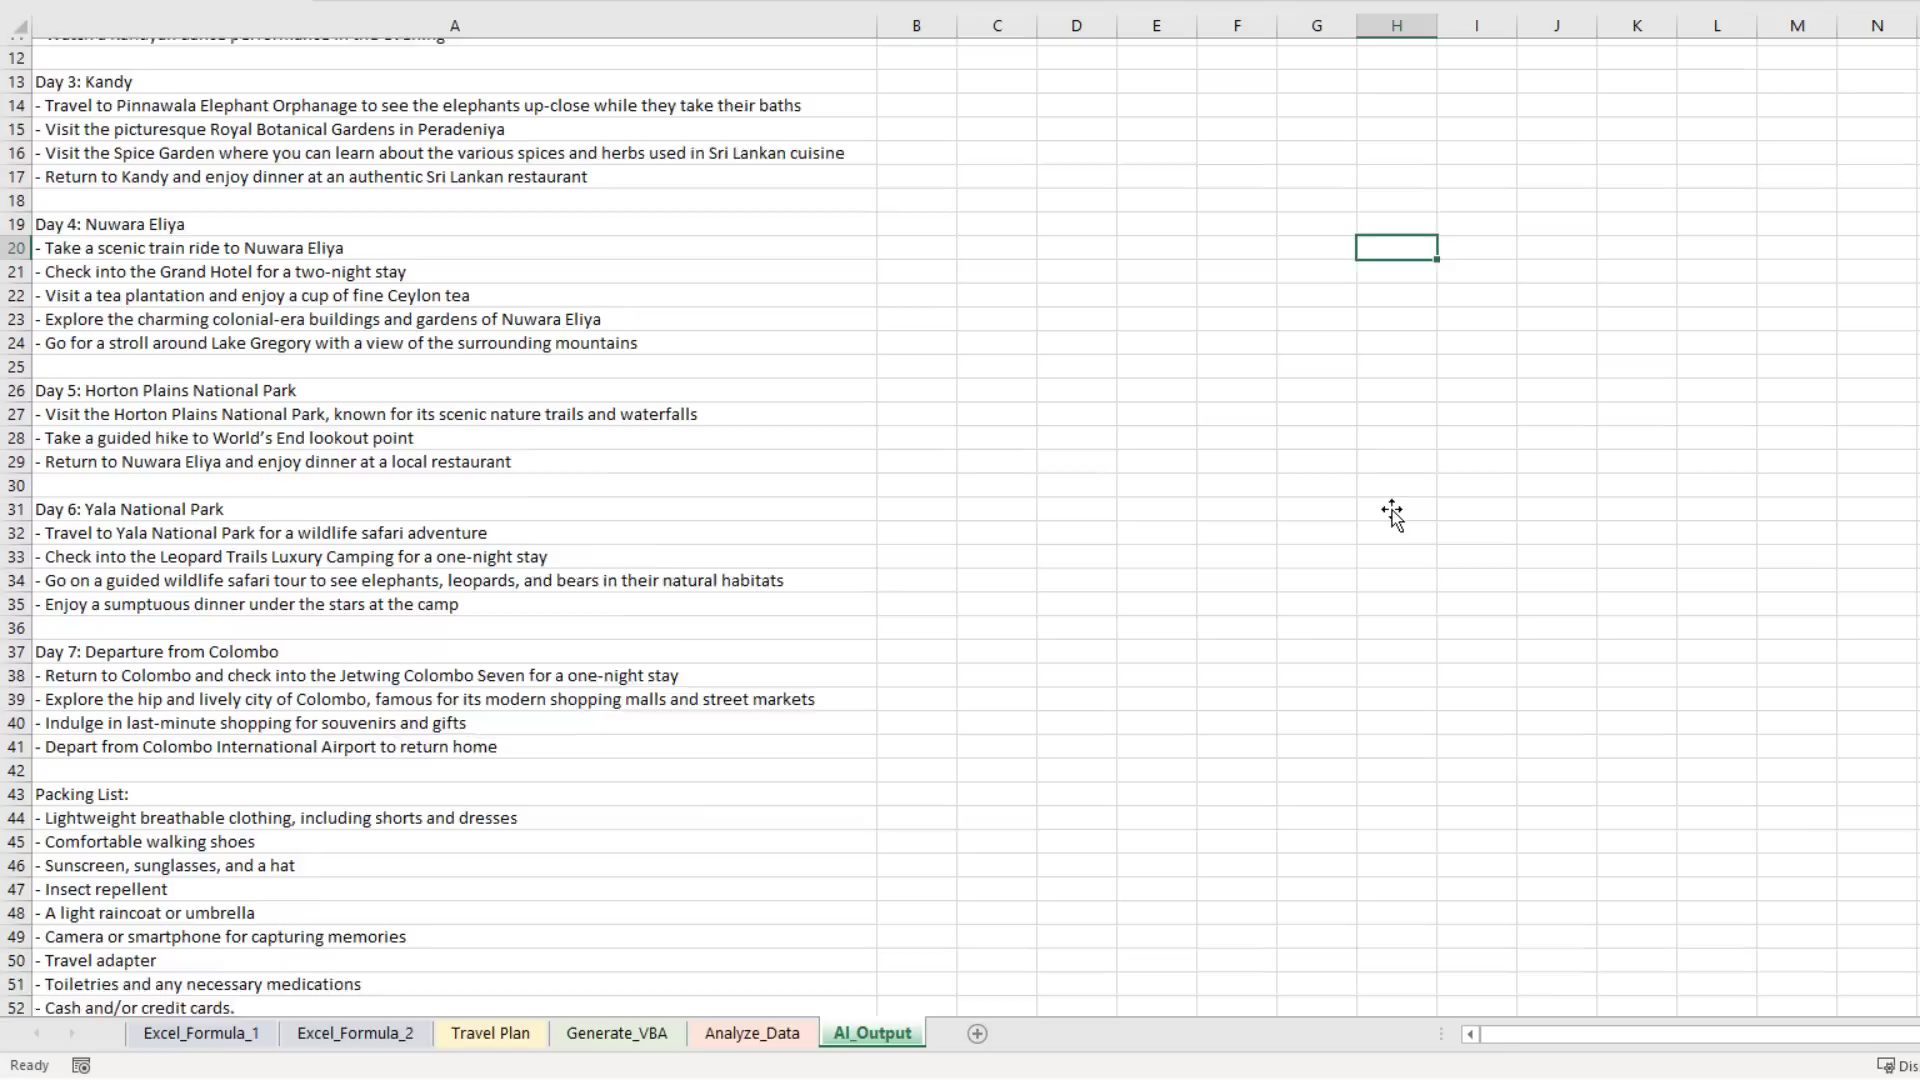 A B C D E F G H I J K L M N
12
13 Day 3: Kandy
14 - Travel to Pinnawala Elephant Orphanage to see the elephants up-close while they take their baths
15 - Visit the picturesque Royal Botanical Gardens in Peradeniya
16 - Visit the Spice Garden where you can learn about the various spices and herbs used in Sri Lankan cuisine
17 - Return to Kandy and enjoy dinner at an authentic Sri Lankan restaurant
18
19 Day 4: Nuwara Eliya
20 - Take a scenic train ride to Nuwara Eliya
21 - Check into the Grand Hotel for a two-night stay
22 - Visit a tea plantation and enjoy a cup of fine Ceylon tea
23 - Explore the charming colonial-era buildings and gardens of Nuwara Eliya
24 - Go for a stroll around Lake Gregory with a view of the surrounding mountains
25
26 Day 5: Horton Plains National Park
27 - Visit the Horton Plains National Park, known for its scenic nature trails and waterfalls
28 - Take a guided hike to World’s End lookout point
29 - Return to Nuwara Eliya and enjoy dinner at a local restaurant
30
31 Day 6: Yala National Park
32 - Travel to Yala National Park for a wildlife safari adventure
33 - Check into the Leopard Trails Luxury Camping for a one-night stay
34 - Go on a guided wildlife safari tour to see elephants, leopards, and bears in their natural habitats
35 - Enjoy a sumptuous dinner under the stars at the camp
36
37 Day 7: Departure from Colombo
38 - Return to Colombo and check into the Jetwing Colombo Seven for a one-night stay
39 - Explore the hip and lively city of Colombo, famous for its modern shopping malls and street markets
40 - Indulge in last-minute shopping for souvenirs and gifts
41 - Depart from Colombo International Airport to return home
42
43 Packing List:
44 - Lightweight breathable clothing, including shorts and dresses
45 - Comfortable walking shoes
46 - Sunscreen, sunglasses, and a hat
47 - Insect repellent
48 - A light raincoat or umbrella
49 - Camera or smartphone for capturing memories
50 - Travel adapter
51 - Toiletries and any necessary medications
52 - Cash and/or credit cards.
Excel_Formula_1 Excel_Formula_2 Travel Plan Generate_VBA Analyze_Data AI_Output
Ready Dis